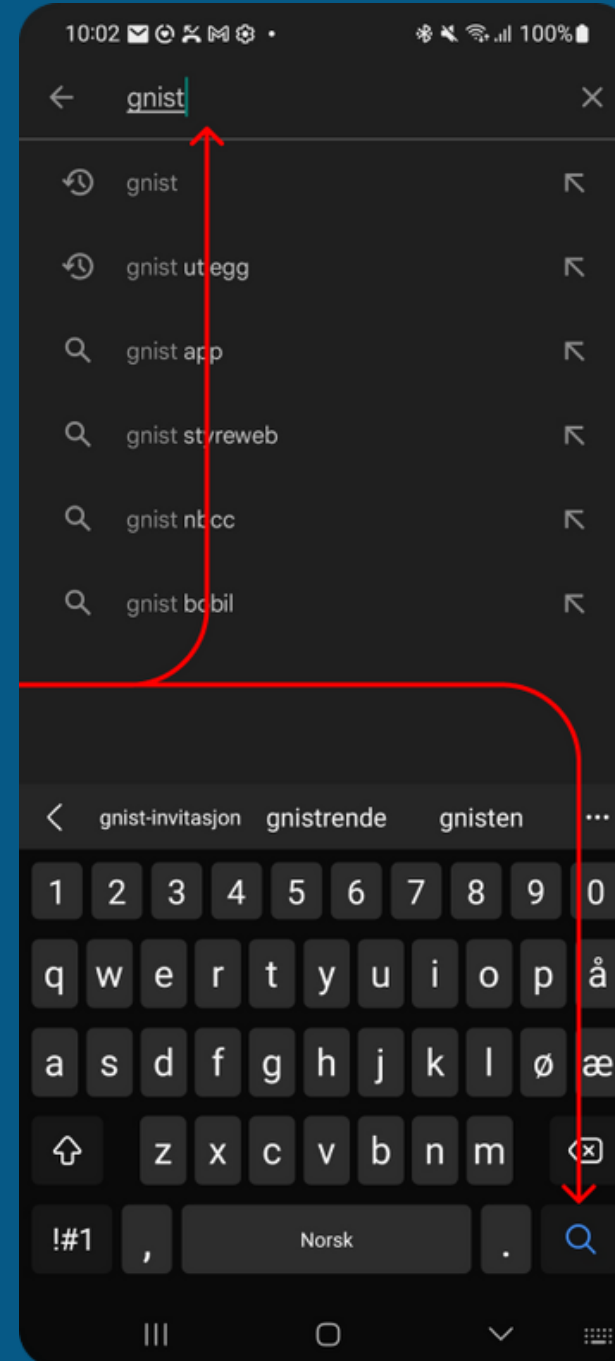 10:02 100%
gnist
gnist
gnist utlegg
gnist app
gnist styreweb
gnist nbcc
gnist bobil
gnist-invitasjon gnistrende gnisten ...
1 2 3 4 5 6 7 8 9 0
q w e r t y u i o p å
a s d f g h j k l ø æ
z x c v b n m
!#1 , Norsk .